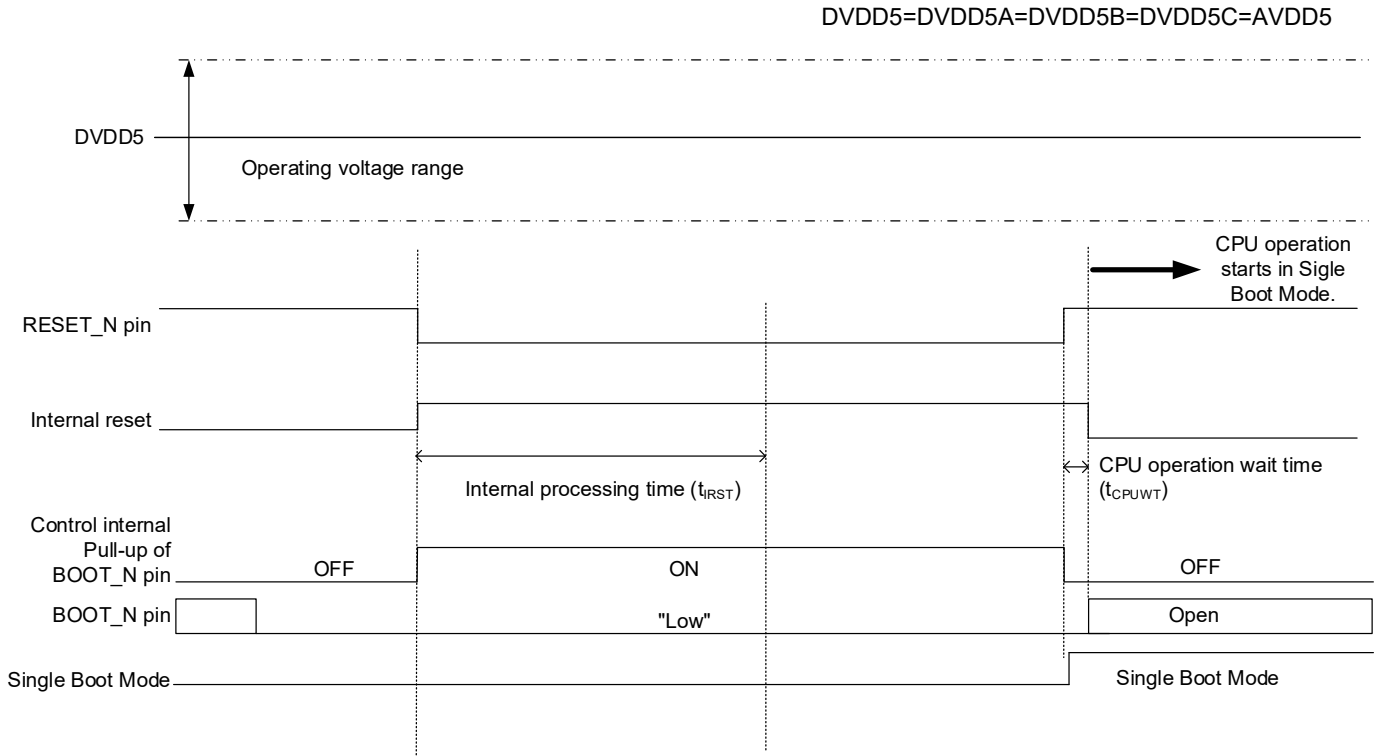 DVDD5=DVDD5A=DVDD5B=DVDD5C=AVDD5
DVDD5
Operating voltage range
CPU operation
starts in Sigle
Boot Mode.
RESET_N pin
Internal reset
Internal processing time (tIRST)
CPU operation wait time
(tCPUWT)
Control internal
Pull-up of
BOOT_N pin
OFF
ON
OFF
BOOT_N pin
"Low"
Open
Single Boot Mode
Single Boot Mode